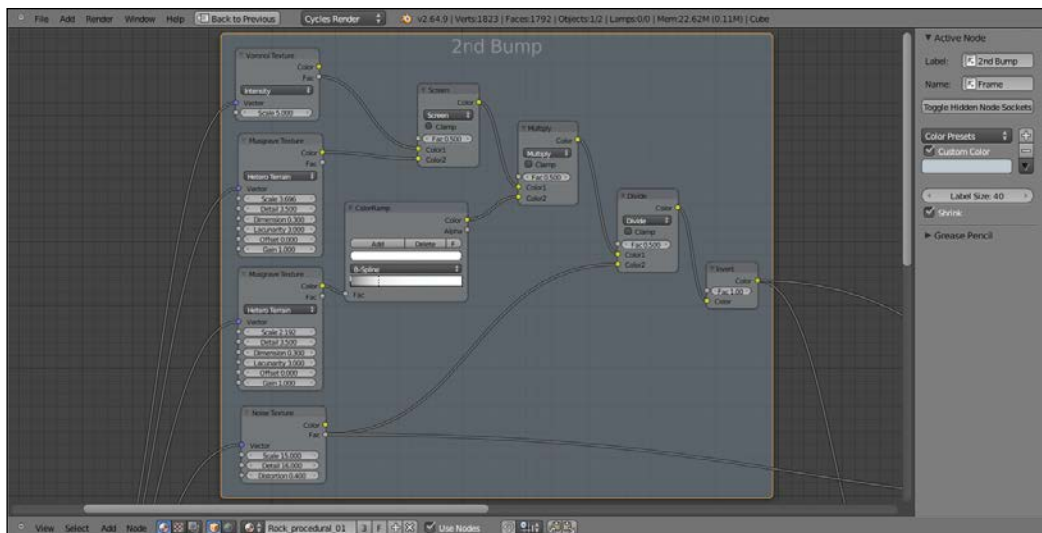 File Add Render Window Help Back to Previous Cycles Render v2.64.9 | Verts:1823 | Faces:1792 | Objects:1/2 | Lamps:0/0 | Mem:22.62M (0.11M) | Cube
2nd Bump
Voronoi Texture
Color
Fac
Intensity
Vector
Scale 5.000
Musgrave Texture
Color
Fac
Hetero Terrain
Vector
Scale 3.696
Detail 3.500
Dimension 0.300
Lacunarity 3.000
Offset 0.000
Gain 1.000
Musgrave Texture
Color
Fac
Hetero Terrain
Vector
Scale 2.192
Detail 3.500
Dimension 0.300
Lacunarity 3.000
Offset 0.000
Gain 1.000
Noise Texture
Color
Fac
Vector
Scale 15.000
Detail 16.000
Distortion 0.400
Screen
Color
Screen
Clamp
Fac 0.500
Color1
Color2
ColorRamp
Color
Alpha
Add Delete F
B-Spline
Fac
Multiply
Color
Multiply
Clamp
Fac 0.500
Color1
Color2
Divide
Color
Divide
Clamp
Fac 0.500
Color1
Color2
Invert
Color
Fac 1.00
Color
Active Node
Label: 2nd Bump
Name: Frame
Toggle Hidden Node Sockets
Color Presets
Custom Color
Label Size: 40
Shrink
Grease Pencil
View Select Add Node Rock_procedural_01 3 F Use Nodes